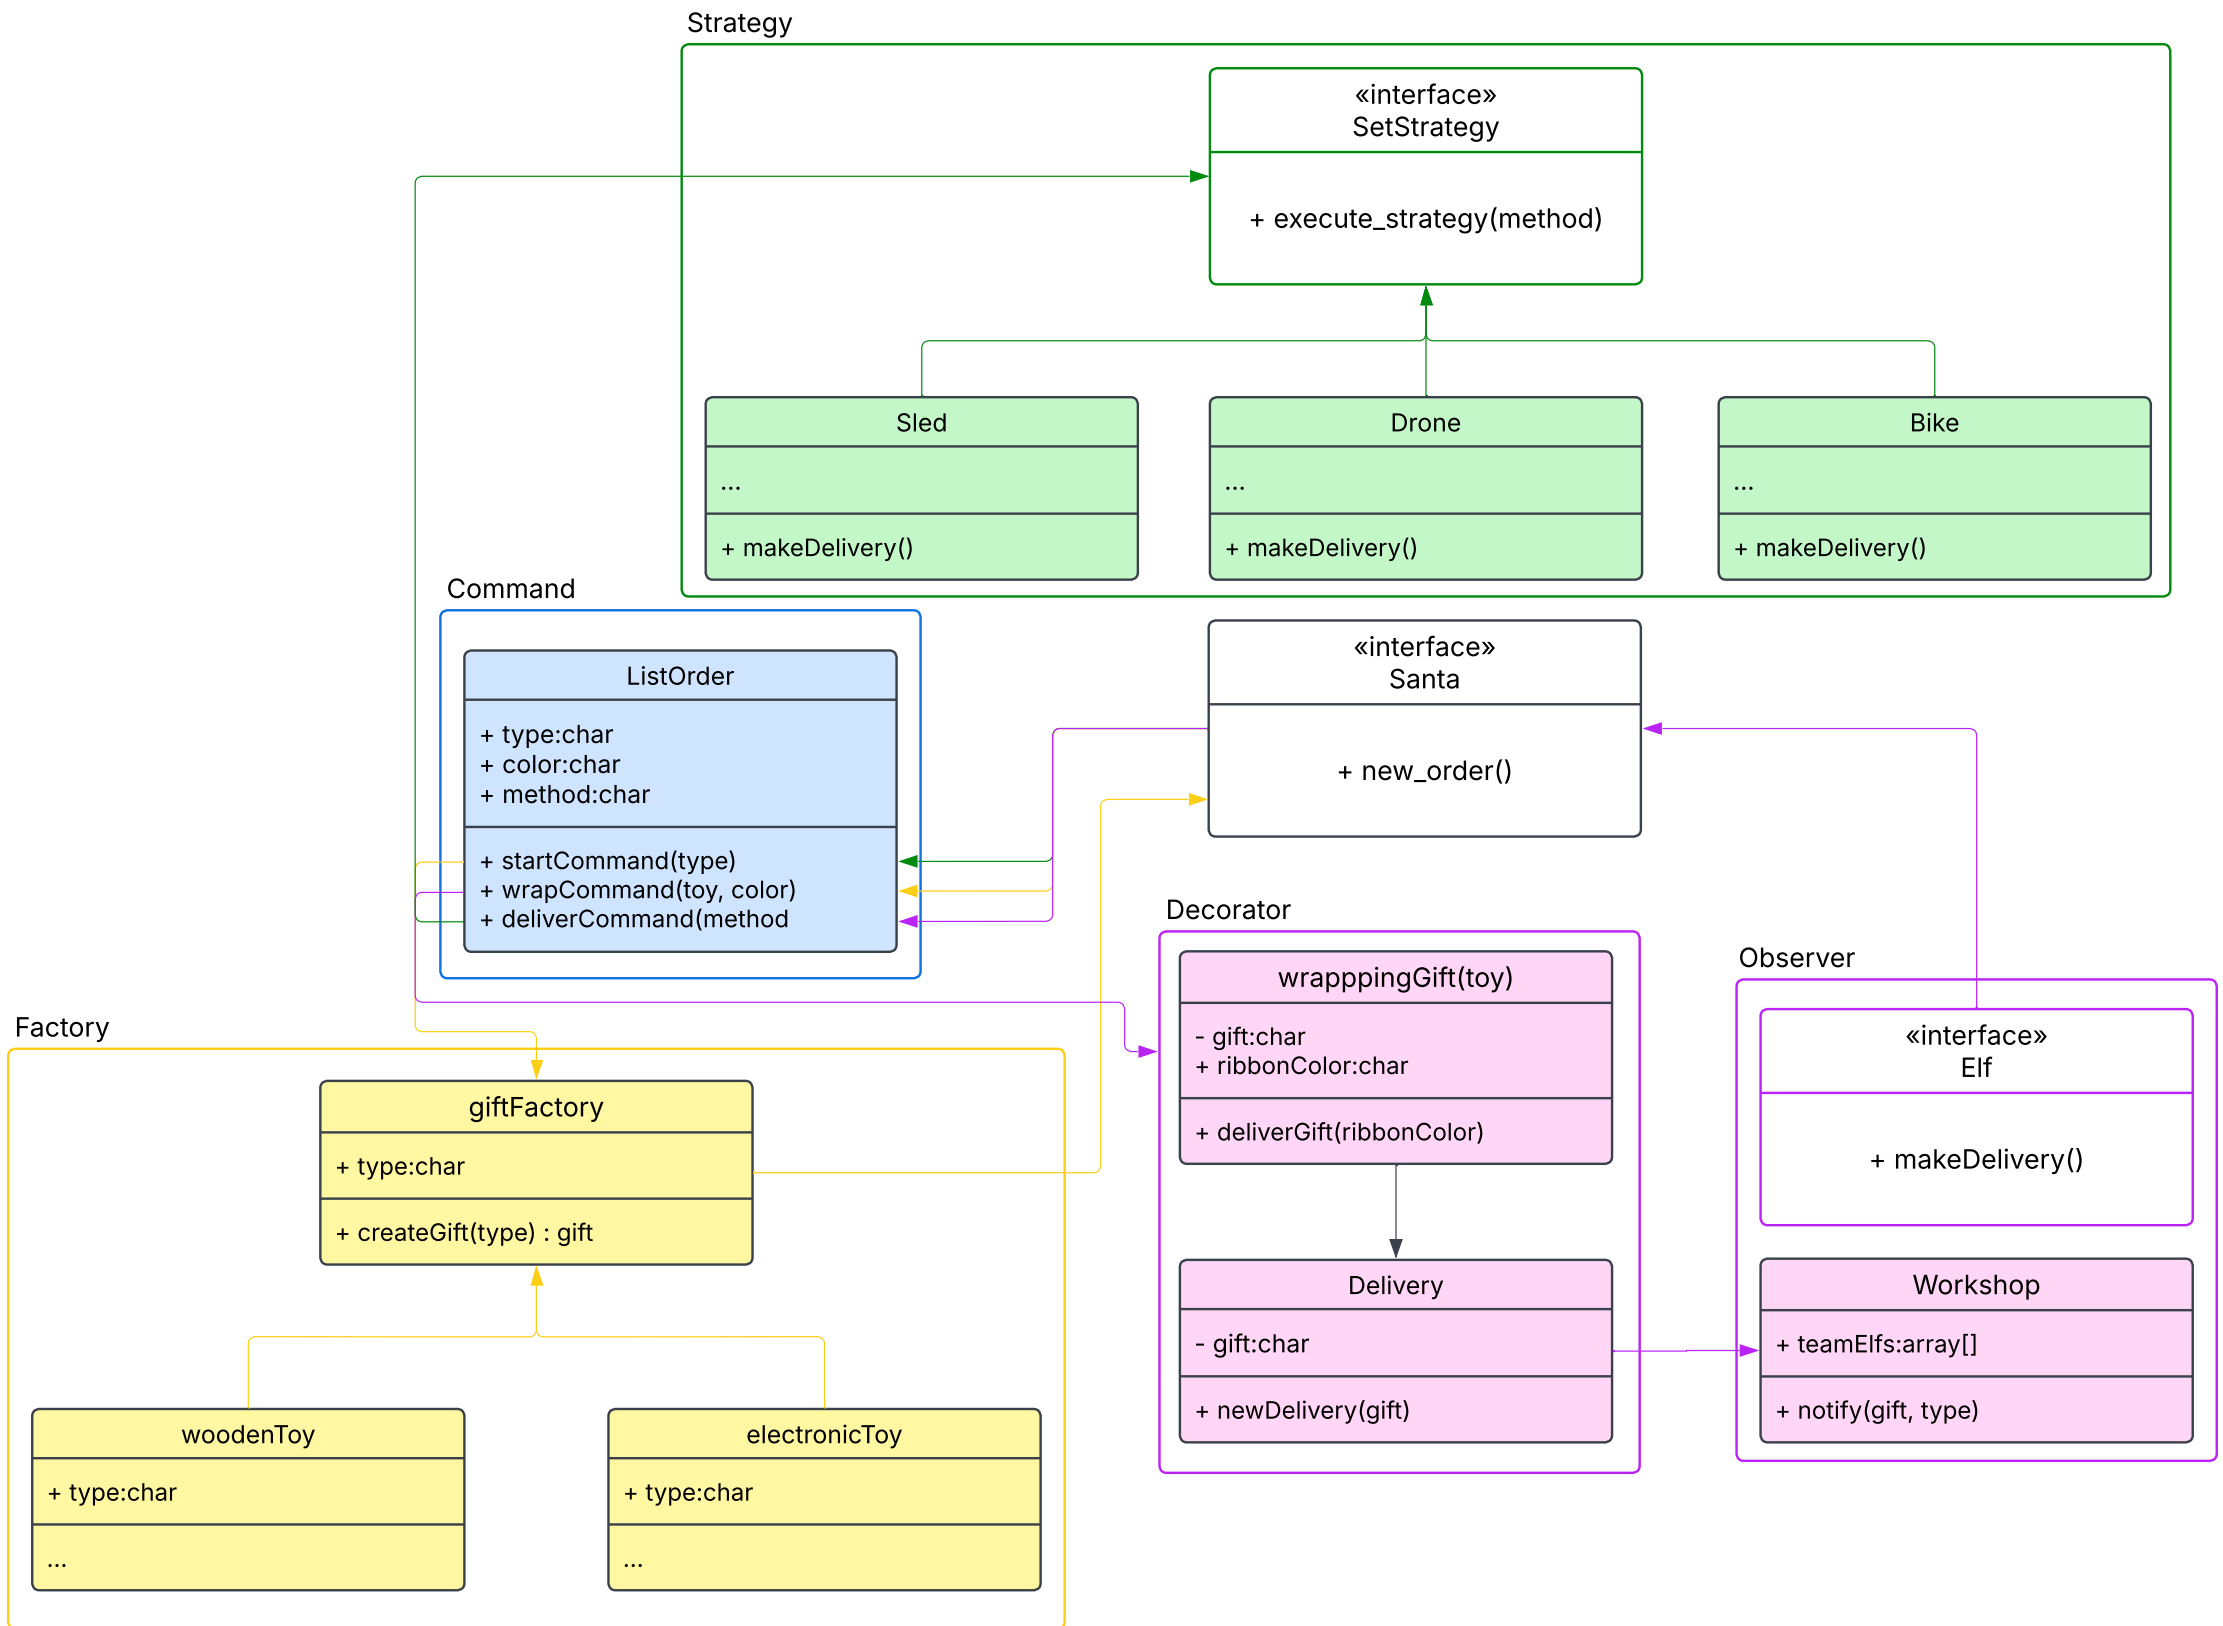 Strategy
«interface»
SetStrategy
+ execute_strategy(method)
Sled
...
+ makeDelivery()
Drone
...
+ makeDelivery()
Bike
...
+ makeDelivery()
Command
ListOrder
+ type:char
+ color:char
+ method:char
+ startCommand(type)
+ wrapCommand(toy, color)
+ deliverCommand(method
«interface»
Santa
+ new_order()
Decorator
wrapppingGift(toy)
- gift:char
+ ribbonColor:char
+ deliverGift(ribbonColor)
Delivery
- gift:char
+ newDelivery(gift)
Observer
«interface»
Elf
+ makeDelivery()
Workshop
+ teamElfs:array[]
+ notify(gift, type)
Factory
giftFactory
+ type:char
+ createGift(type) : gift
woodenToy
+ type:char
...
electronicToy
+ type:char
...